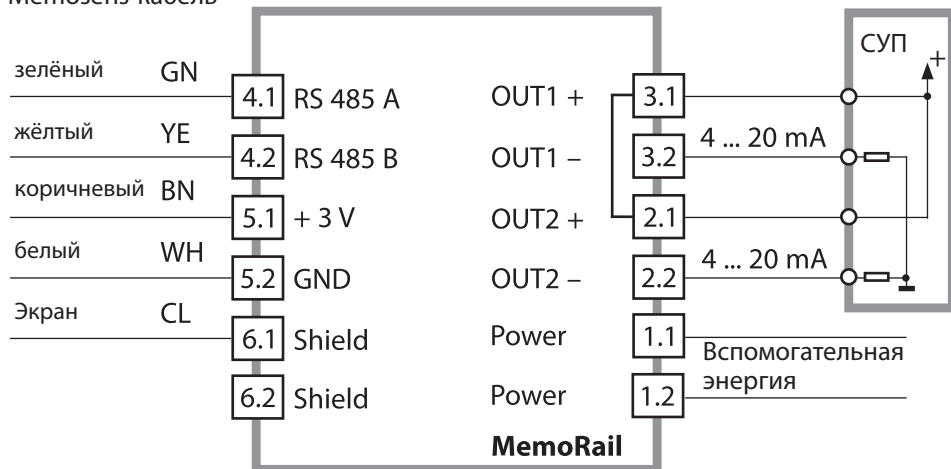 Memosens-кабель
зелёный GN
4.1 RS 485 A
жёлтый YE
4.2 RS 485 B
коричневый BN
5.1 + 3 V
белый WH
5.2 GND
Экран CL
6.1 Shield
6.2 Shield
OUT1 + 3.1
OUT1 – 3.2
4 ... 20 mA
OUT2 + 2.1
OUT2 – 2.2
4 ... 20 mA
Power 1.1
Power 1.2
Вспомогательная
энергия
MemoRail
СУП
+